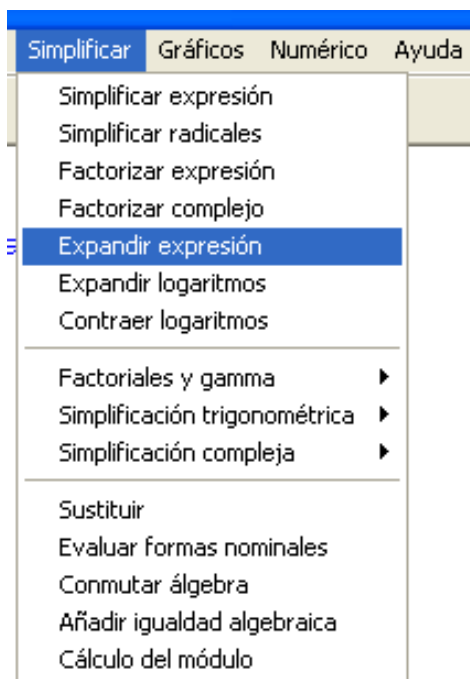 Simplificar Gráficos Numérico Ayuda
Simplificar expresión
Simplificar radicales
Factorizar expresión
Factorizar complejo
Expandir expresión
Expandir logaritmos
Contraer logaritmos
Factoriales y gamma
Simplificación trigonométrica
Simplificación compleja
Sustituir
Evaluar formas nominales
Conmutar álgebra
Añadir igualdad algebraica
Cálculo del módulo